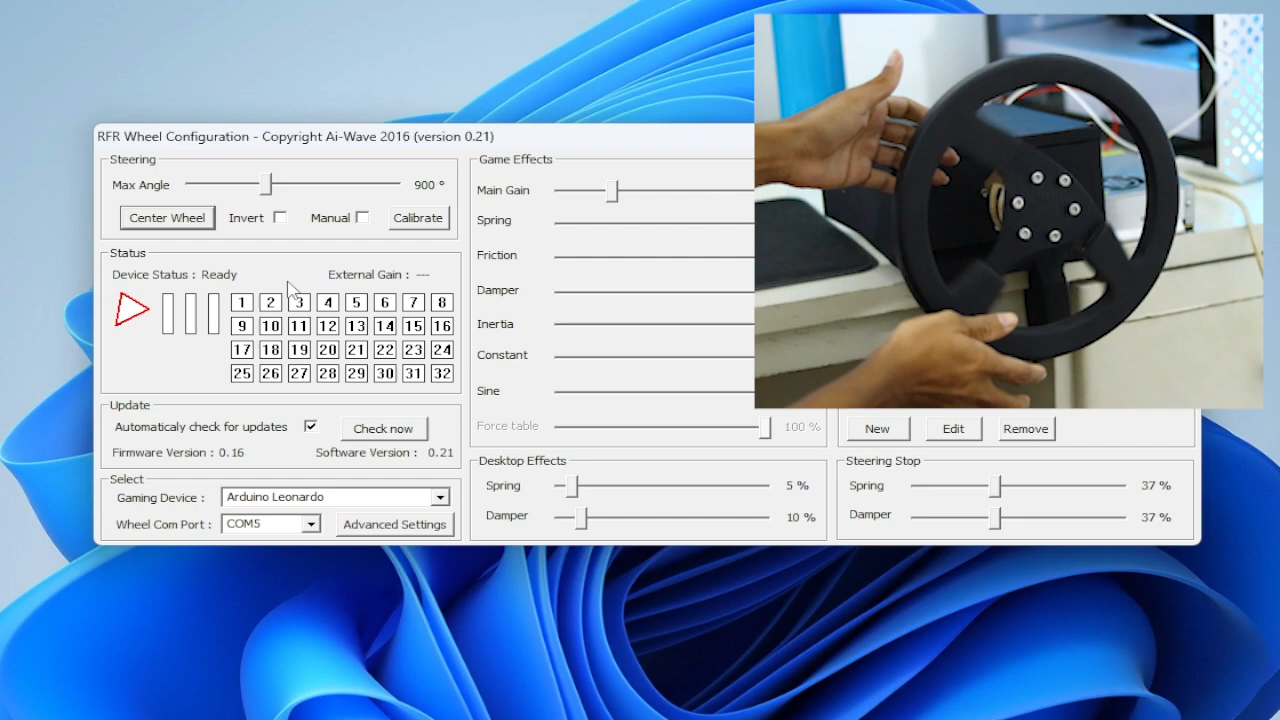 RFR Wheel Configuration - Copyright Ai-Wave 2016 (version 0.21)
Steering
Max Angle 900 °
Center Wheel Invert Manual Calibrate
Status
Device Status : Ready External Gain : ---
1 2 3 4 5 6 7 8
9 10 11 12 13 14 15 16
17 18 19 20 21 22 23 24
25 26 27 28 29 30 31 32
Update
Automaticaly check for updates Check now
Firmware Version : 0.16 Software Version : 0.21
Select
Gaming Device : Arduino Leonardo
Wheel Com Port : COM5 Advanced Settings
Game Effects
Main Gain
Spring
Friction
Damper
Inertia
Constant
Sine
Force table 100 %
Desktop Effects
Spring 5 %
Damper 10 %
New Edit Remove
Steering Stop
Spring 37 %
Damper 37 %